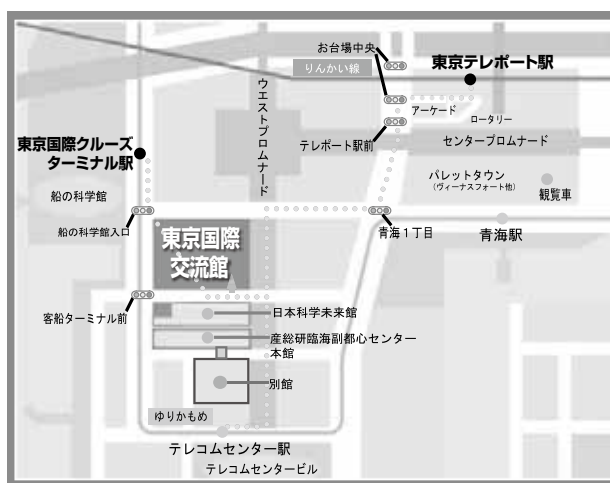 お台場中央
りんかい線
東京テレポート駅
ウエストプロムナード
アーケード
ロータリー
テレポート駅前
センタープロムナード
東京国際クルーズ
ターミナル駅
パレットタウン
(ヴィーナスフォート他)
観覧車
船の科学館
船の科学館入口
東京国際
交流館
青海1丁目
青海駅
客船ターミナル前
日本科学未来館
産総研臨海副都心センター
本館
別館
ゆりかもめ
テレコムセンター駅
テレコムセンタービル